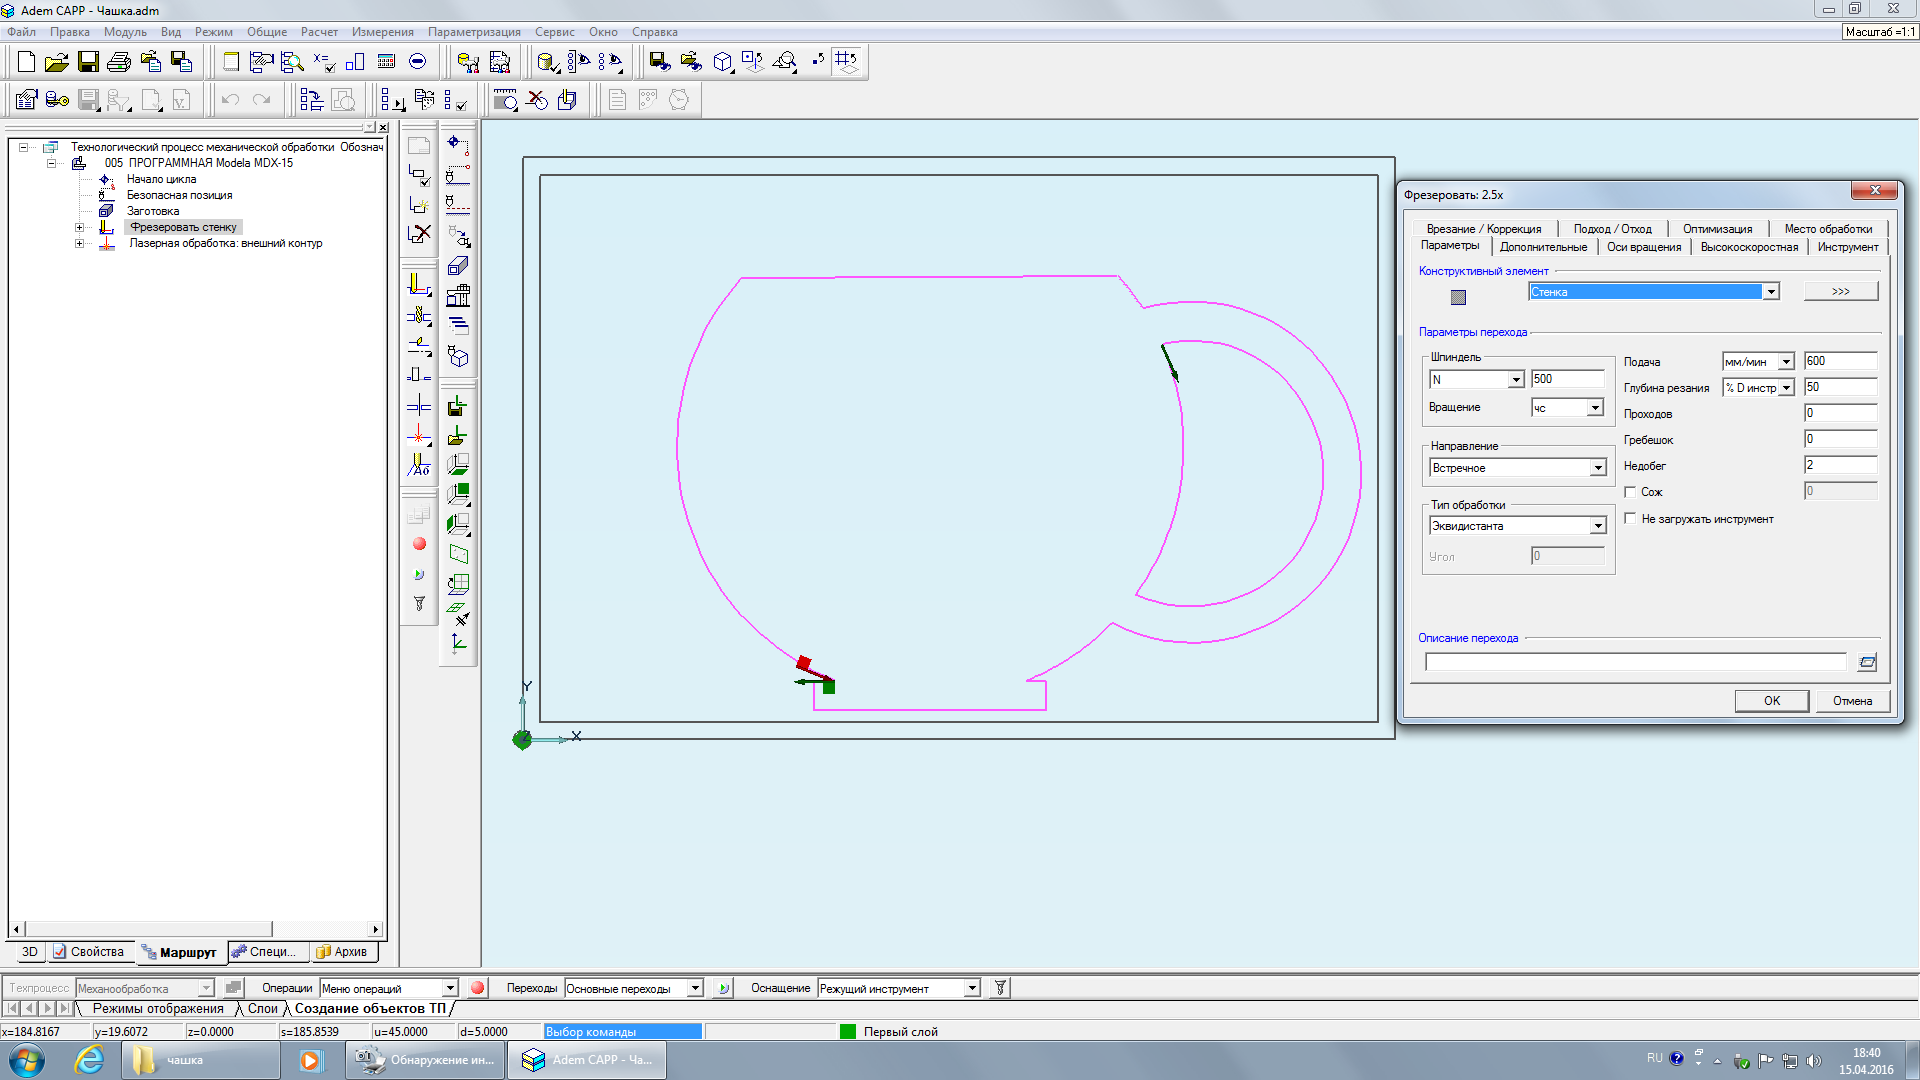 Adem CAPP - Чашка.adm
Файл Правка Модуль Вид Режим Общие Расчет Измерения Параметризация Сервис Окно Справка
Масштаб =1:1
Технологический процесс механической обработки Обознач
005 ПРОГРАММНАЯ Modela MDX-15
Начало цикла
Безопасная позиция
Заготовка
Фрезеровать стенку
Лазерная обработка: внешний контур
Y
X
Фрезеровать: 2.5x
Врезание / Коррекция Подход / Отход Оптимизация Место обработки
Параметры Дополнительные Оси вращения Высокоскоростная Инструмент
Конструктивный элемент
Стенка >>>
Параметры перехода
Шпиндель
N 500
Вращение чс
Направление
Встречное
Тип обработки
Эквидистанта
Угол 0
Подача мм/мин 600
Глубина резания % D инстр 50
Проходов 0
Гребешок 0
Недобег 2
Сож 0
Не загружать инструмент
Описание перехода
OK Отмена
3D Свойства Маршрут Специ... Архив
Техпроцесс Механообработка Операции Меню операций Переходы Основные переходы Оснащение Режущий инструмент
Режимы отображения Слои Создание объектов ТП
x=184.8167 y=19.6072 z=0.0000 s=185.8539 u=45.0000 d=5.0000 Выбор команды Первый слой
чашка Обнаружение ин... Adem CAPP - Ча...
RU 18:40
15.04.2016